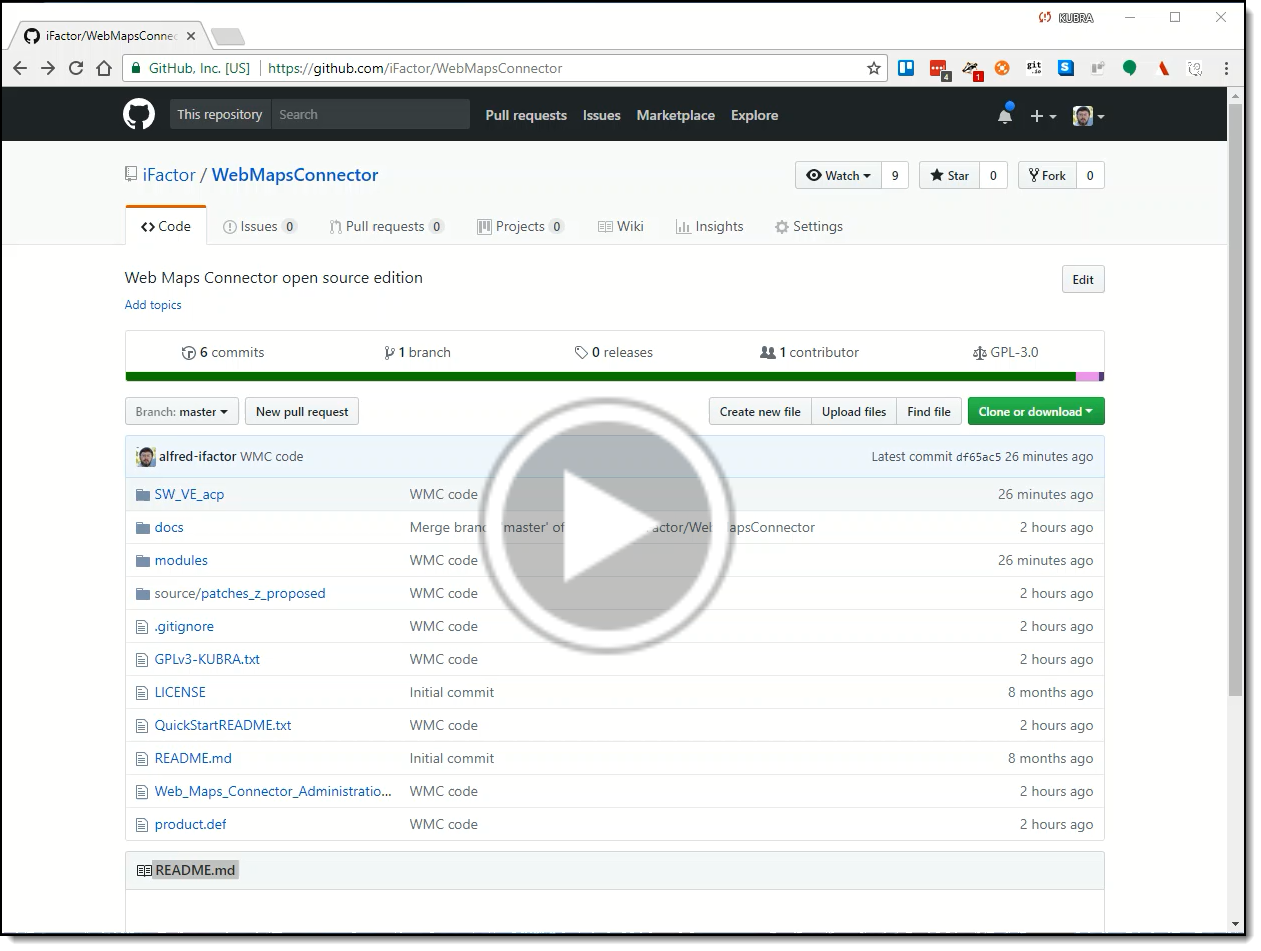 KUBRA
iFactor/WebMapsConnec
GitHub, Inc. [US] https://github.com/iFactor/WebMapsConnector
4 1 git .io S
This repository Search Pull requests Issues Marketplace Explore
iFactor / WebMapsConnector Watch 9 Star 0 Fork 0
Code Issues 0 Pull requests 0 Projects 0 Wiki Insights Settings
Web Maps Connector open source edition Edit
Add topics
6 commits 1 branch 0 releases 1 contributor GPL-3.0
Branch: master New pull request Create new file Upload files Find file Clone or download
alfred-ifactor WMC code Latest commit df65ac5 26 minutes ago
SW_VE_acp WMC code 26 minutes ago
docs Merge branc 'master' of actor/Web apsConnector 2 hours ago
modules WMC code 26 minutes ago
source/patches_z_proposed WMC code 2 hours ago
.gitignore WMC code 2 hours ago
GPLv3-KUBRA.txt WMC code 2 hours ago
LICENSE Initial commit 8 months ago
QuickStartREADME.txt WMC code 2 hours ago
README.md Initial commit 8 months ago
Web_Maps_Connector_Administratio... WMC code 2 hours ago
product.def WMC code 2 hours ago
README.md